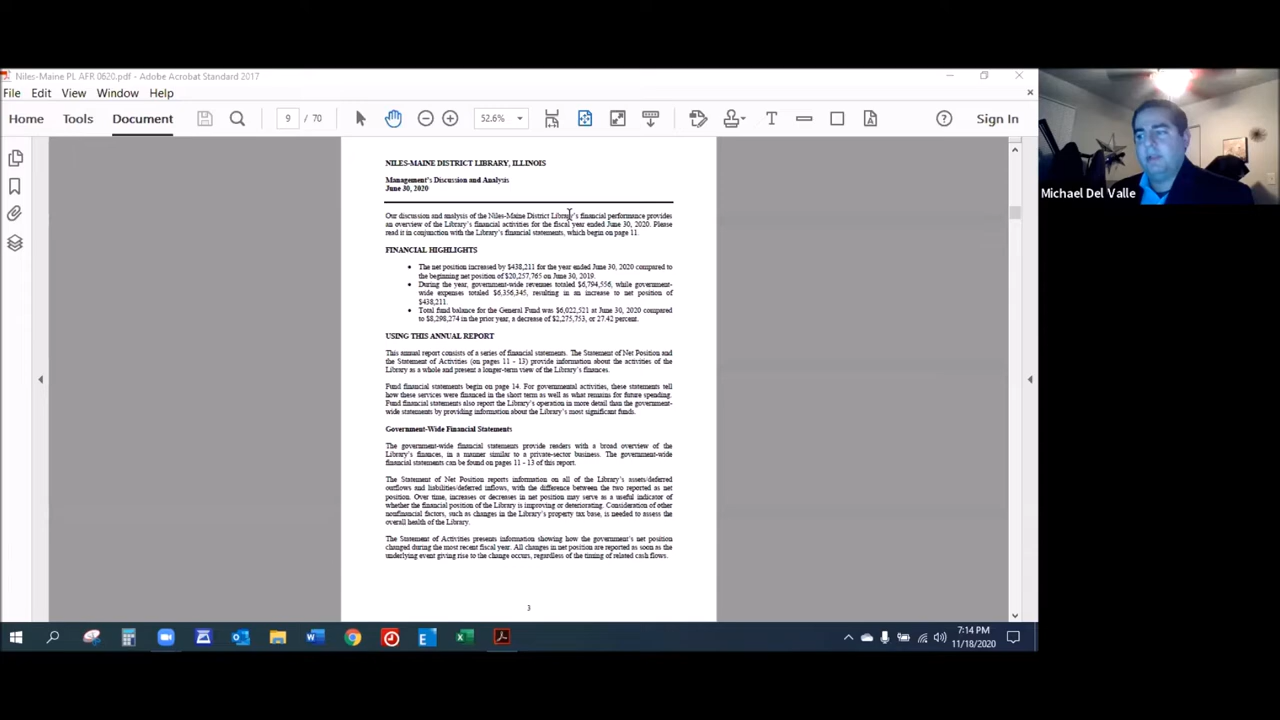 Niles-Maine PL AFR 0620.pdf - Adobe Acrobat Standard 2017
File Edit View Window Help
Home Tools Document 9 / 70 52.6% Sign In
NILES-MAINE DISTRICT LIBRARY, ILLINOIS
Management's Discussion and Analysis
June 30, 2020
Our discussion and analysis of the Niles-Maine District Library's financial performance provides
an overview of the Library's financial activities for the fiscal year ended June 30, 2020. Please
read it in conjunction with the Library's financial statements, which begin on page 11.
FINANCIAL HIGHLIGHTS
• The net position increased by $438,211 for the year ended June 30, 2020 compared to
the beginning net position of $20,257,765 on June 30, 2019.
• During the year, government-wide revenues totaled $6,794,556, while government-
wide expenses totaled $6,356,345, resulting in an increase to net position of
$438,211.
• Total fund balance for the General Fund was $6,022,521 at June 30, 2020 compared
to $8,298,274 in the prior year, a decrease of $2,275,753, or 27.42 percent.
USING THIS ANNUAL REPORT
This annual report consists of a series of financial statements. The Statement of Net Position and
the Statement of Activities (on pages 11 - 13) provide information about the activities of the
Library as a whole and present a longer-term view of the Library's finances.
Fund financial statements begin on page 14. For governmental activities, these statements tell
how these services were financed in the short term as well as what remains for future spending.
Fund financial statements also report the Library's operation in more detail than the government-
wide statements by providing information about the Library's most significant funds.
Government-Wide Financial Statements
The government-wide financial statements provide readers with a broad overview of the
Library's finances, in a manner similar to a private-sector business. The government-wide
financial statements can be found on pages 11 - 13 of this report.
The Statement of Net Position reports information on all of the Library's assets/deferred
outflows and liabilities/deferred inflows, with the difference between the two reported as net
position. Over time, increases or decreases in net position may serve as a useful indicator of
whether the financial position of the Library is improving or deteriorating. Consideration of other
nonfinancial factors, such as changes in the Library's property tax base, is needed to assess the
overall health of the Library.
The Statement of Activities presents information showing how the government's net position
changed during the most recent fiscal year. All changes in net position are reported as soon as the
underlying event giving rise to the change occurs, regardless of the timing of related cash flows.
3
Michael Del Valle
7:14 PM
11/18/2020